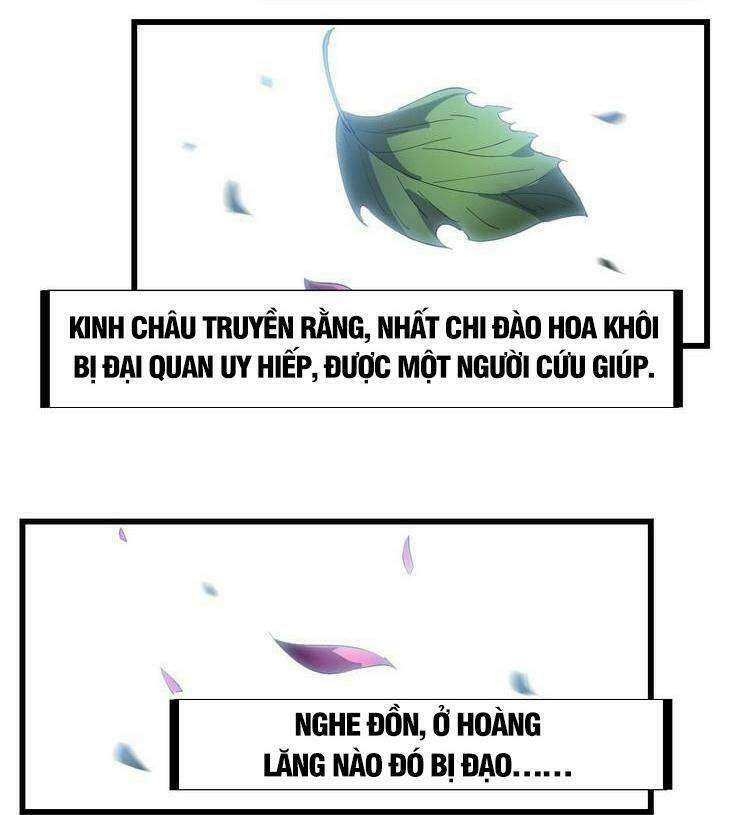 KINH CHÂU TRUYỀN RẰNG, NHẤT CHI ĐÀO HOA KHÔI
BỊ ĐẠI QUAN UY HIẾP, ĐƯỢC MỘT NGƯỜI CỨU GIÚP.
NGHE ĐỒN, Ở HOÀNG
LĂNG NÀO ĐÓ BỊ ĐẠO......